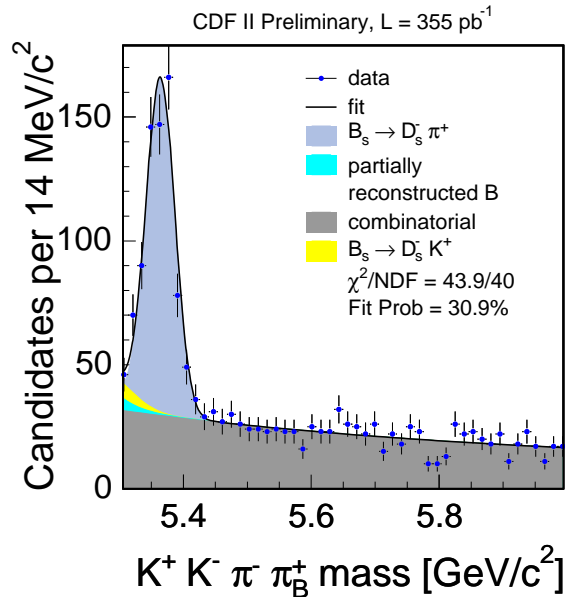 CDF II Preliminary, L = 355 pb⁻¹
Candidates per 14 MeV/c²
150
100
50
0
data
fit
Bₛ → Dₛ⁻ π⁺
partially
reconstructed B
combinatorial
Bₛ → Dₛ⁻ K⁺
χ²/NDF = 43.9/40
Fit Prob = 30.9%
5.4 5.6 5.8
K⁺ K⁻ π⁻ π_B⁺ mass [GeV/c²]